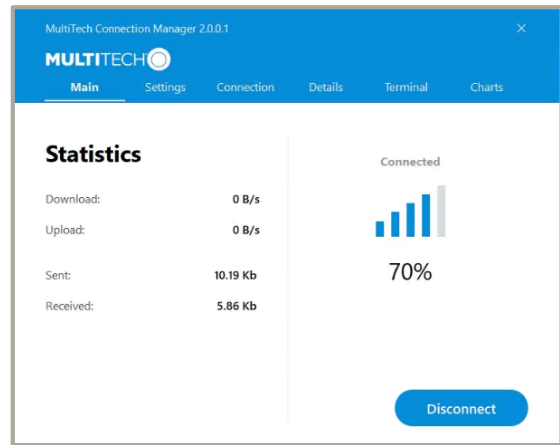 MultiTech Connection Manager 2.0.0.1
MULTITECH
Main Settings Connection Details Terminal Charts
Statistics
Download: 0 B/s
Upload: 0 B/s
Sent: 10.19 Kb
Received: 5.86 Kb
Connected
70%
Disconnect